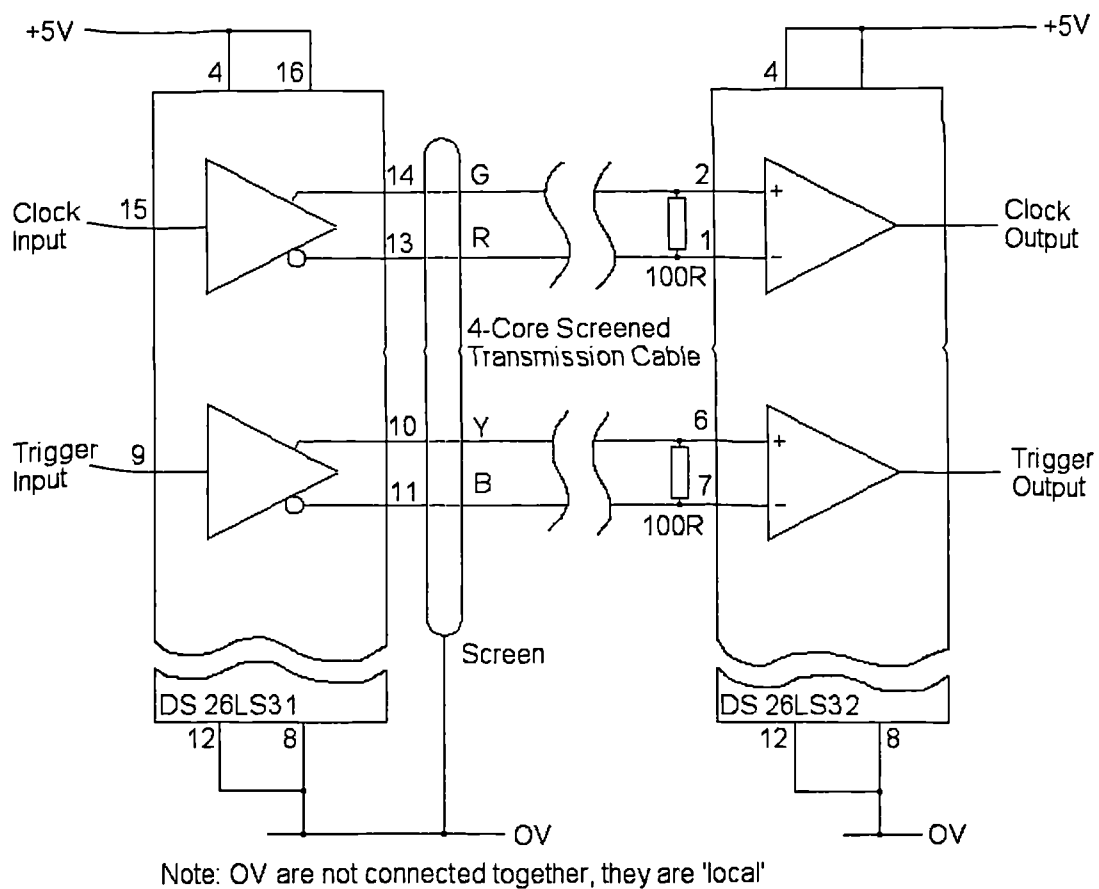 +5V
+5V
4
16
4
14
G
2
+
Clock
Input
15
Clock
Output
13
R
1
−
100R
4-Core Screened
Transmission Cable
10
Y
6
+
Trigger
Input
9
Trigger
Output
11
B
7
−
100R
Screen
DS 26LS31
DS 26LS32
12
8
12
8
OV
OV
Note: OV are not connected together, they are 'local'